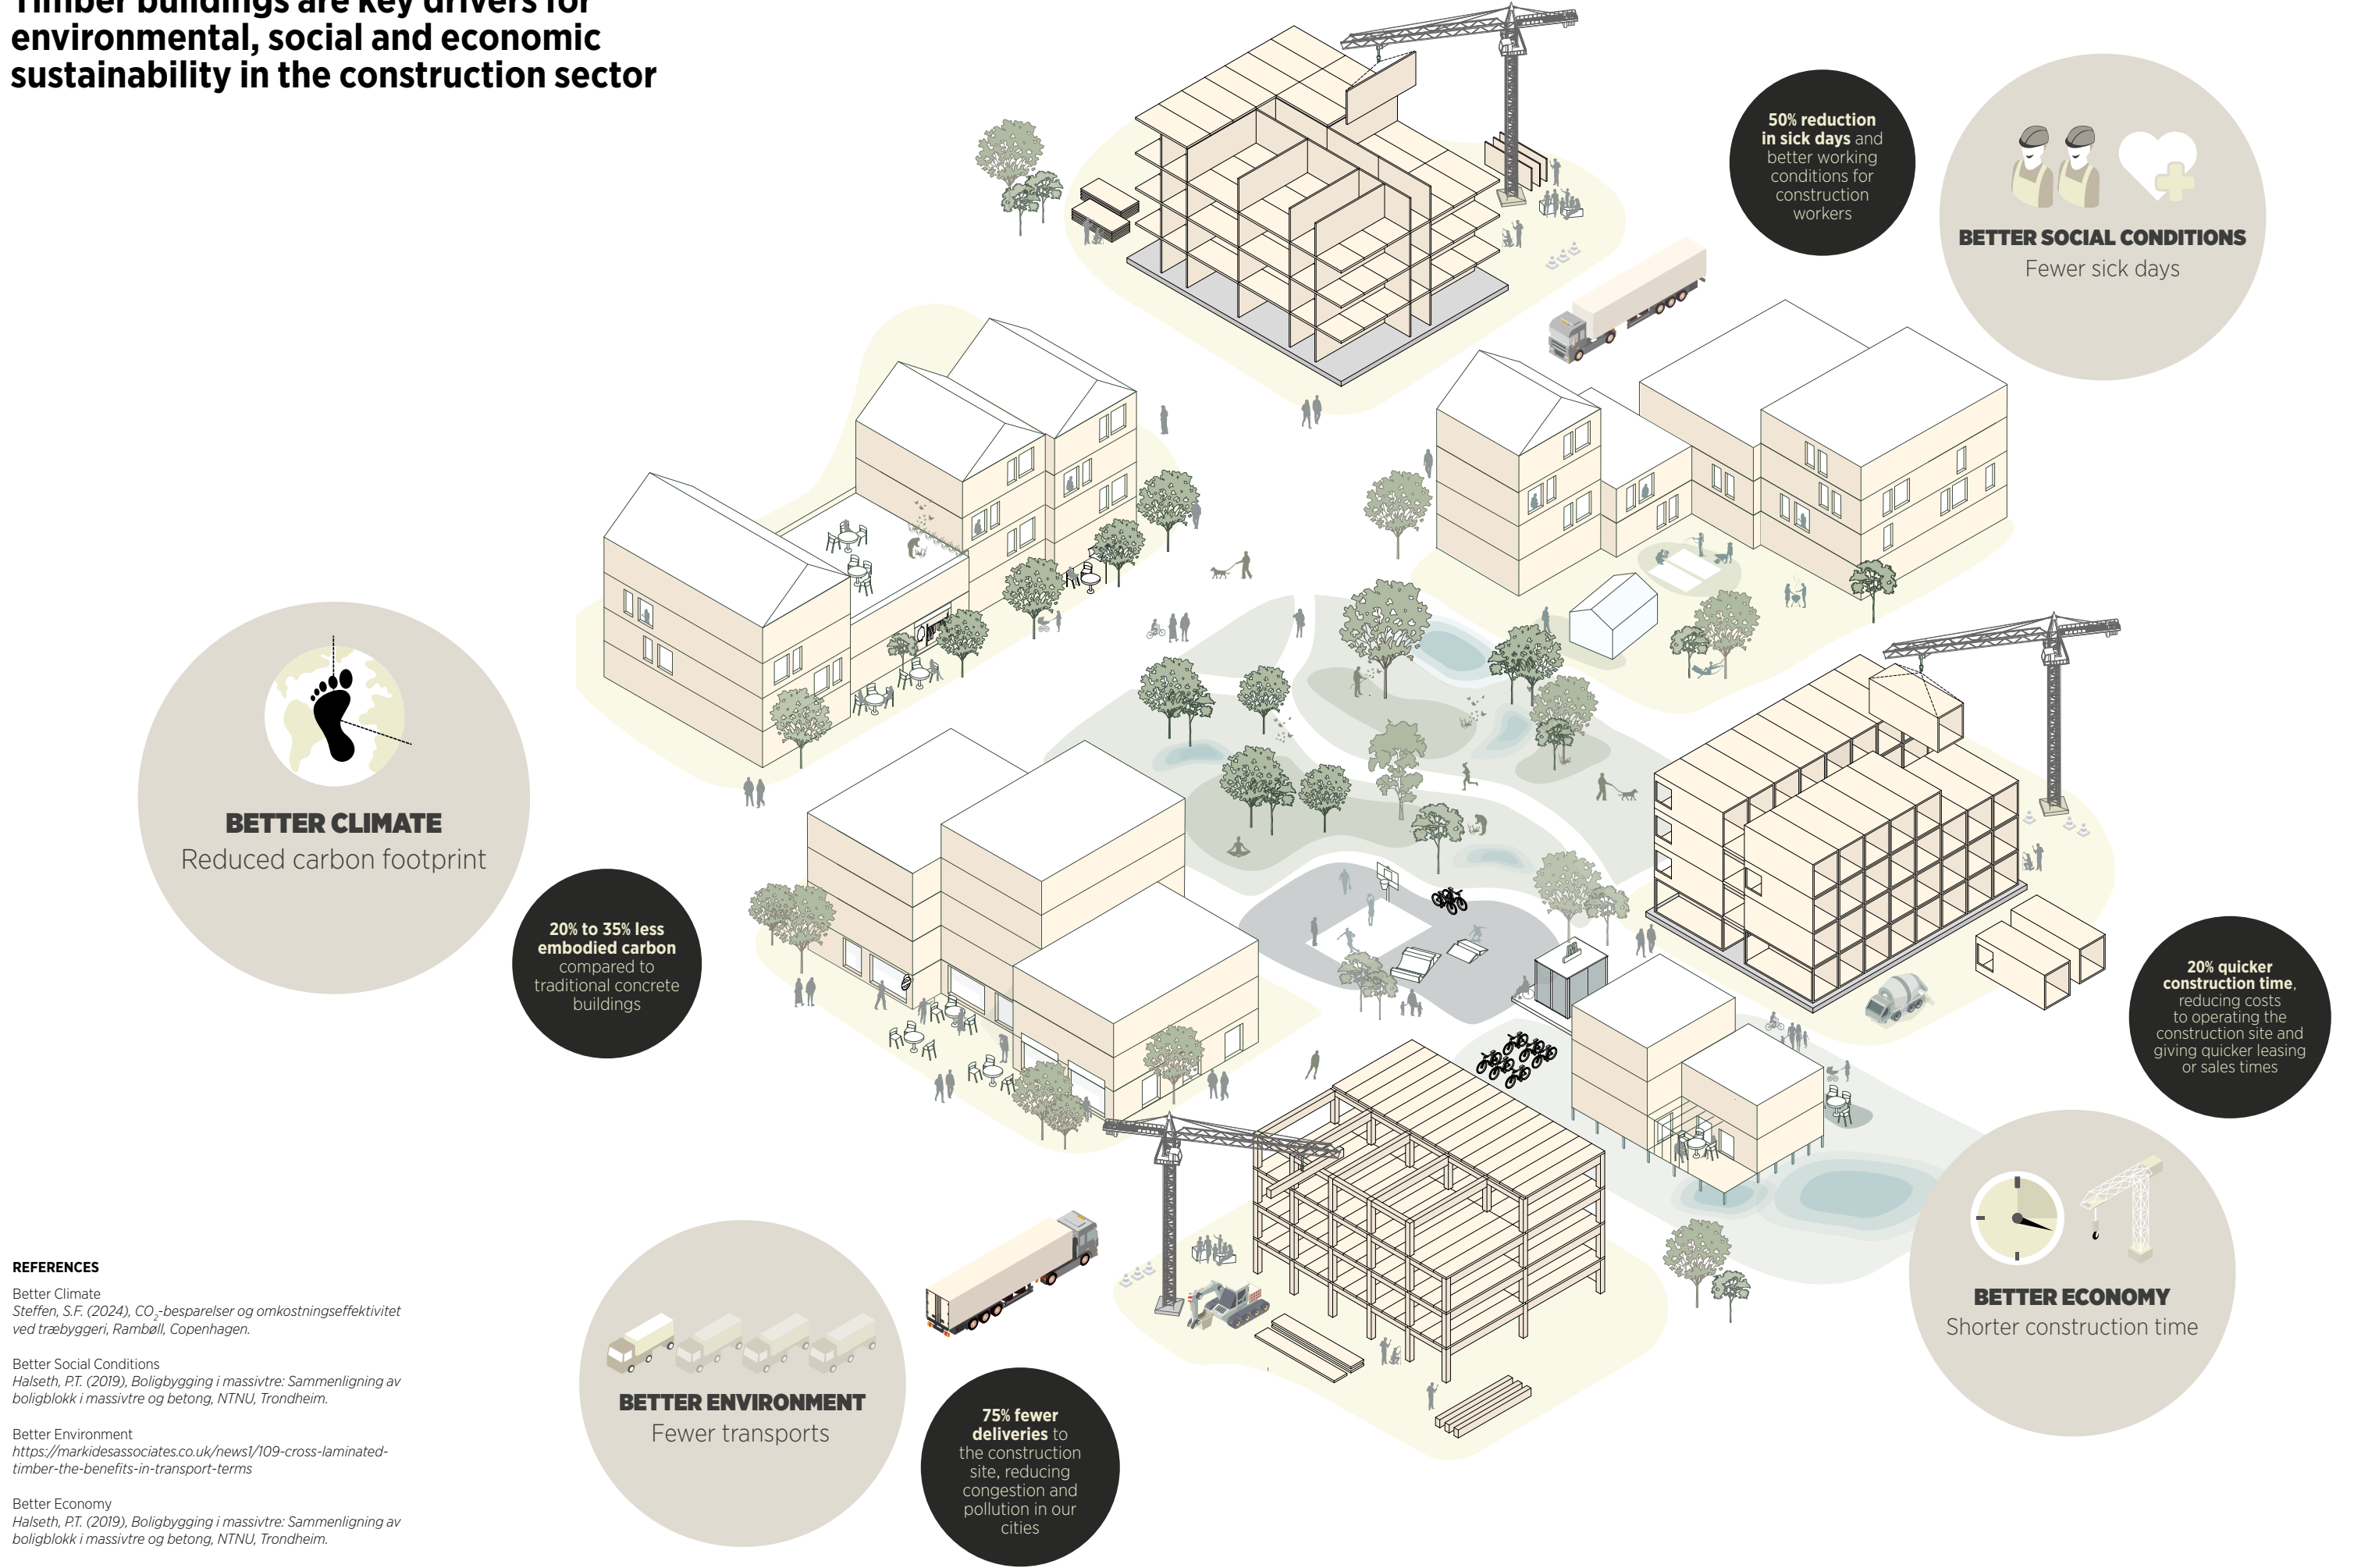 Timber buildings are key drivers for
environmental, social and economic
sustainability in the construction sector
50% reduction
in sick days and
better working
conditions for
construction
workers
BETTER SOCIAL CONDITIONS
Fewer sick days
BETTER CLIMATE
Reduced carbon footprint
20% to 35% less
embodied carbon
compared to
traditional concrete
buildings
20% quicker
construction time,
reducing costs
to operating the
construction site and
giving quicker leasing
or sales times
BETTER ECONOMY
Shorter construction time
BETTER ENVIRONMENT
Fewer transports
75% fewer
deliveries to
the construction
site, reducing
congestion and
pollution in our
cities
REFERENCES
Better Climate
Steffen, S.F. (2024), CO2-besparelser og omkostningseffektivitet
ved træbyggeri, Rambøll, Copenhagen.
Better Social Conditions
Halseth, P.T. (2019), Boligbygging i massivtre: Sammenligning av
boligblokk i massivtre og betong, NTNU, Trondheim.
Better Environment
https://markidesassociates.co.uk/news1/109-cross-laminated-
timber-the-benefits-in-transport-terms
Better Economy
Halseth, P.T. (2019), Boligbygging i massivtre: Sammenligning av
boligblokk i massivtre og betong, NTNU, Trondheim.